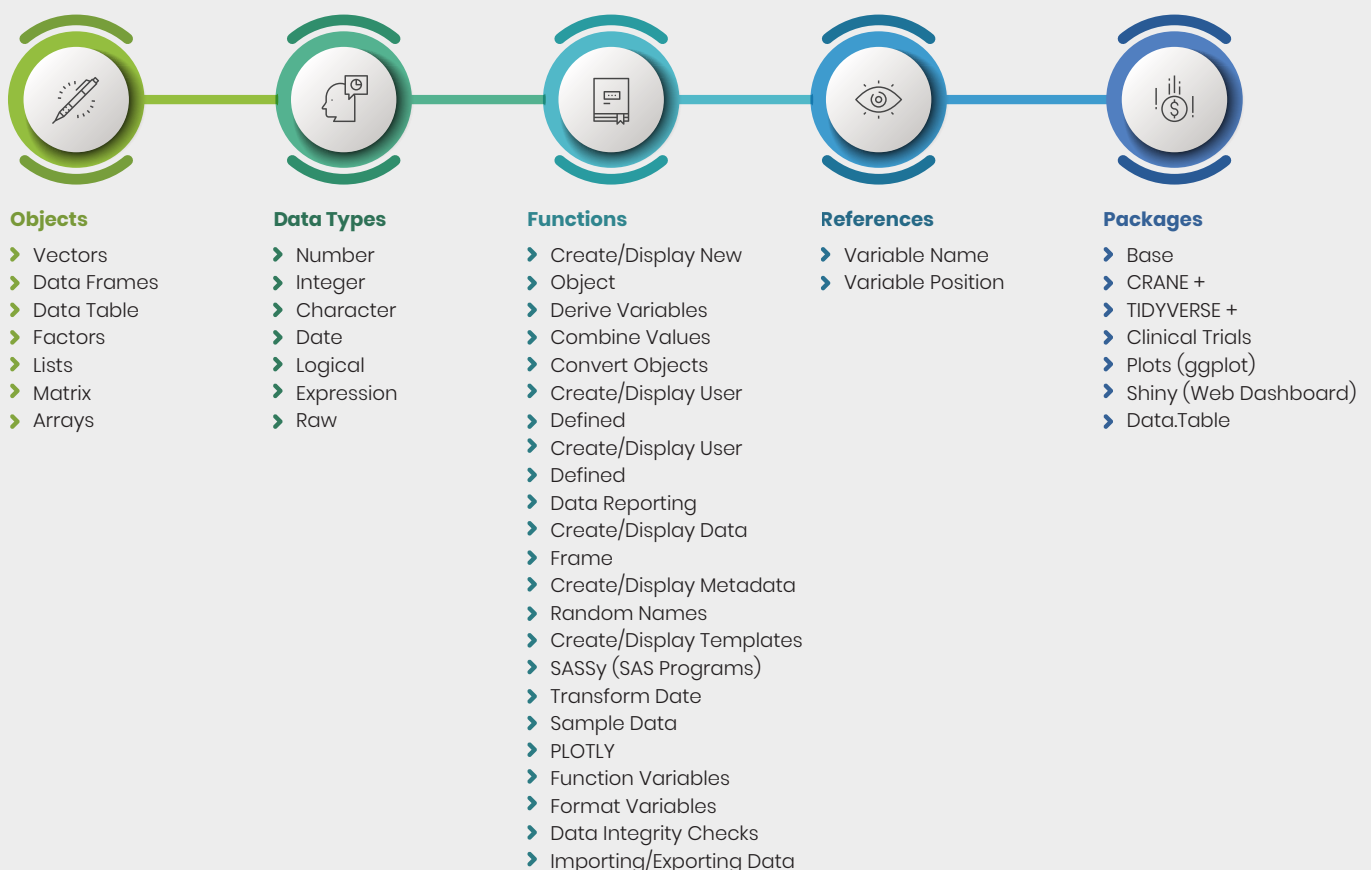 Objects
Vectors
Data Frames
Data Table
Factors
Lists
Matrix
Arrays
Data Types
Number
Integer
Character
Date
Logical
Expression
Raw
Functions
Create/Display New
Object
Derive Variables
Combine Values
Convert Objects
Create/Display User
Defined
Create/Display User
Defined
Data Reporting
Create/Display Data
Frame
Create/Display Metadata
Random Names
Create/Display Templates
SASSy (SAS Programs)
Transform Date
Sample Data
PLOTLY
Function Variables
Format Variables
Data Integrity Checks
Importing/Exporting Data
References
Variable Name
Variable Position
Packages
Base
CRANE +
TIDYVERSE +
Clinical Trials
Plots (ggplot)
Shiny (Web Dashboard)
Data.Table